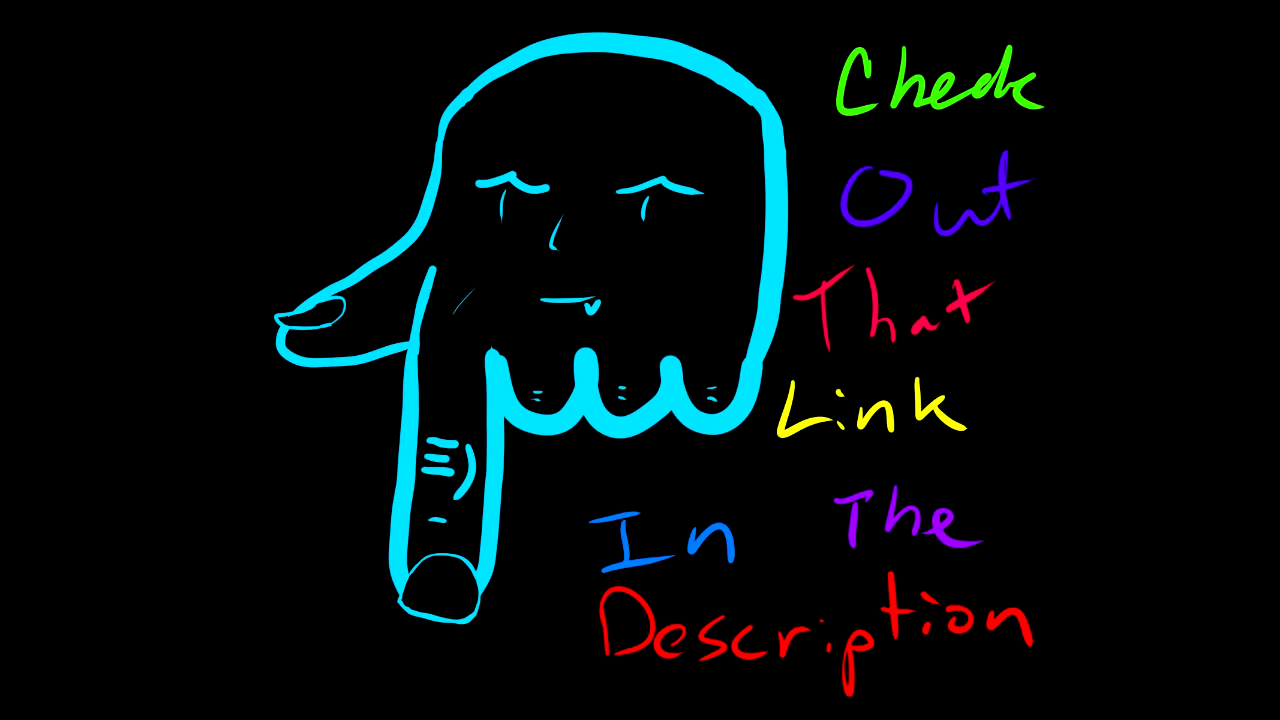 Check
Out
That
Link
In The
Description